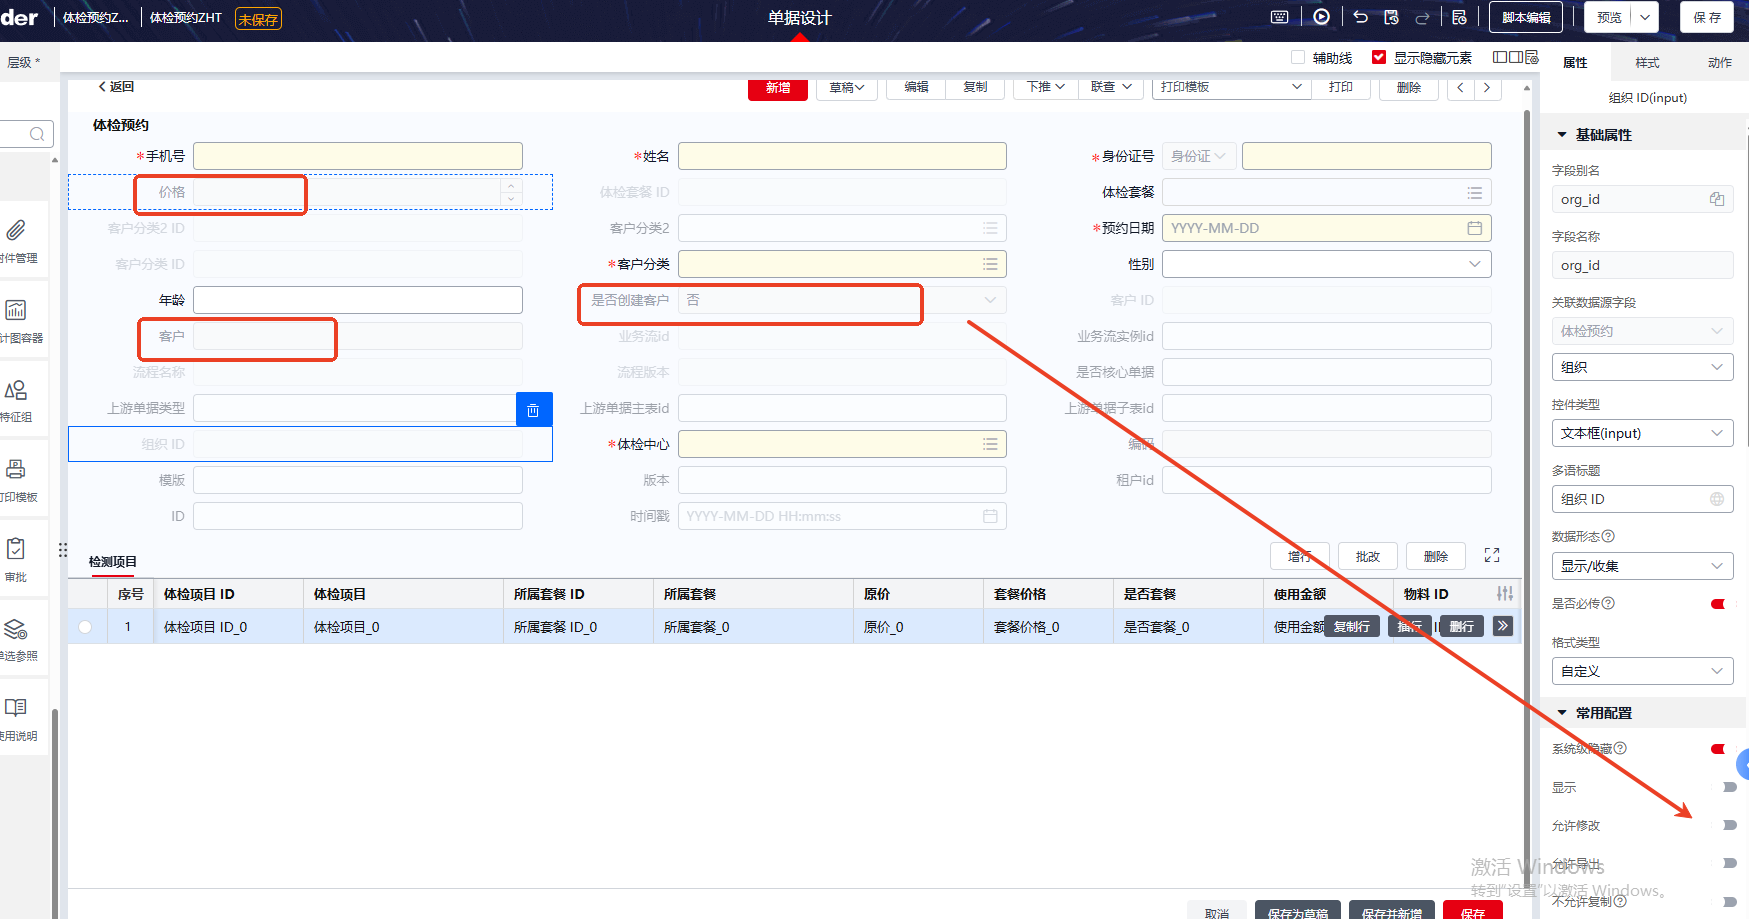 der
体检预约Z...
体检预约ZHT
未保存
单据设计
脚本编辑
预览
保 存
层级 *
辅助线
显示隐藏元素
属性
样式
动作
返回
新增
草稿
编辑
复制
下推
联查
打印模板
打印
删除
组织 ID(input)
体检预约
*手机号
*姓名
*身份证号
身份证
价格
体检套餐 ID
体检套餐
客户分类2 ID
客户分类2
*预约日期
YYYY-MM-DD
客户分类 ID
*客户分类
性别
年龄
是否创建客户
否
客户 ID
客户
业务流id
业务流实例id
流程名称
流程版本
是否核心单据
上游单据类型
上游单据主表id
上游单据子表id
组织 ID
*体检中心
编码
模版
版本
租户id
ID
时间戳
YYYY-MM-DD HH:mm:ss
检测项目
增行
批改
删除
序号
体检项目 ID
体检项目
所属套餐 ID
所属套餐
原价
套餐价格
是否套餐
使用金额
物料 ID
1
体检项目 ID_0
体检项目_0
所属套餐 ID_0
所属套餐_0
原价_0
套餐价格_0
是否套餐_0
使用金额
复制行
插行
删行
取消
保存为草稿
保存并新增
保存
件管理
计图容器
特征组
打印模板
审批
单选参照
使用说明
基础属性
字段别名
org_id
字段名称
org_id
关联数据源字段
体检预约
组织
控件类型
文本框(input)
多语标题
组织 ID
数据形态
显示/收集
是否必传
格式类型
自定义
常用配置
系统级隐藏
显示
允许修改
允许导出
不允许复制
激活 Windows
转到"设置"以激活 Windows。